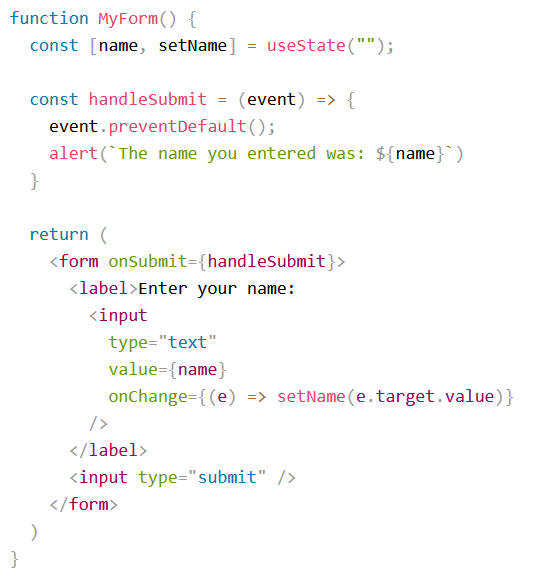 function MyForm() {
  const [name, setName] = useState("");

  const handleSubmit = (event) => {
    event.preventDefault();
    alert(`The name you entered was: ${name}`)
  }

  return (
    <form onSubmit={handleSubmit}>
      <label>Enter your name:
        <input
          type="text"
          value={name}
          onChange={(e) => setName(e.target.value)}
        />
      </label>
      <input type="submit" />
    </form>
  )
}